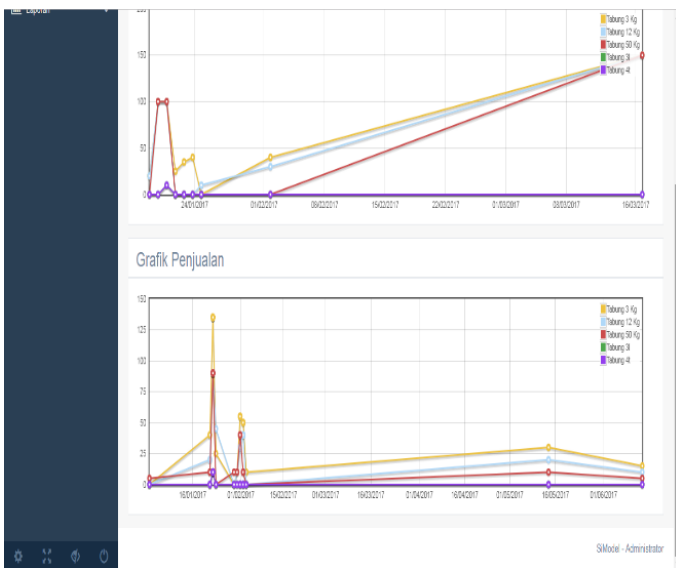 Laporan
200
150
100
50
0
Tabung 3 Kg
Tabung 12 Kg
Tabung 50 Kg
Tabung 3l
Tabung 4t
24/01/2017 01/02/2017 08/02/2017 15/02/2017 22/02/2017 01/03/2017 08/03/2017 16/03/2017
Grafik Penjualan
150
125
100
75
50
25
0
Tabung 3 Kg
Tabung 12 Kg
Tabung 50 Kg
Tabung 3l
Tabung 4t
16/01/2017 01/02/2017 15/02/2017 01/03/2017 16/03/2017 01/04/2017 16/04/2017 01/05/2017 16/05/2017 01/06/2017
SiModel - Administrator